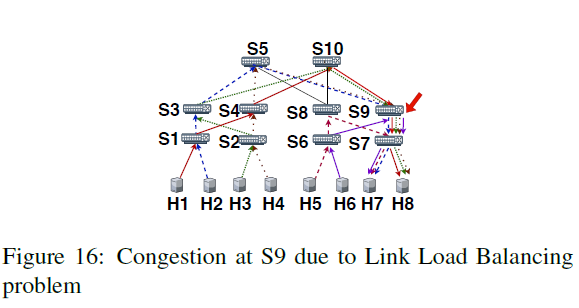 S5 S10
S3 S4 S8 S9
S1 S2 S6 S7
H1 H2 H3 H4 H5 H6 H7 H8
Figure 16: Congestion at S9 due to Link Load Balancing
problem